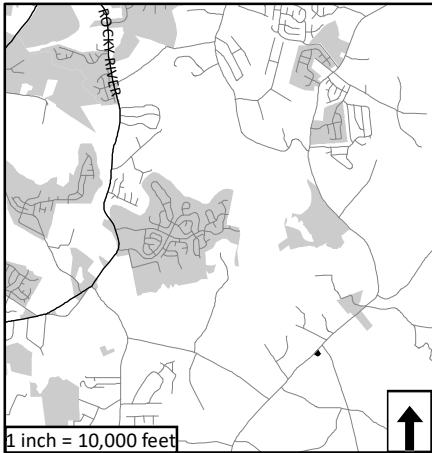 ROCKY RIVER
1 inch = 10,000 feet